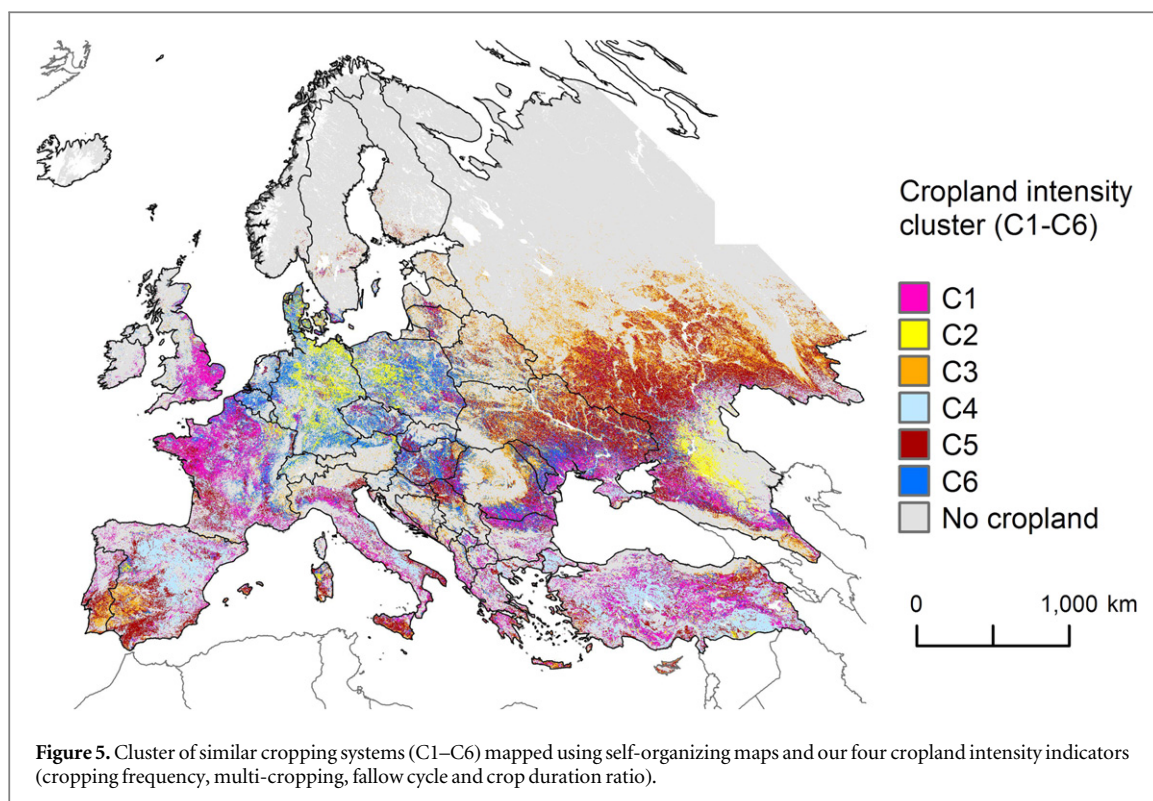 Cropland intensity
cluster (C1-C6)
C1
C2
C3
C4
C5
C6
No cropland
0 1,000 km
Figure 5. Cluster of similar cropping systems (C1–C6) mapped using self-organizing maps and our four cropland intensity indicators
(cropping frequency, multi-cropping, fallow cycle and crop duration ratio).